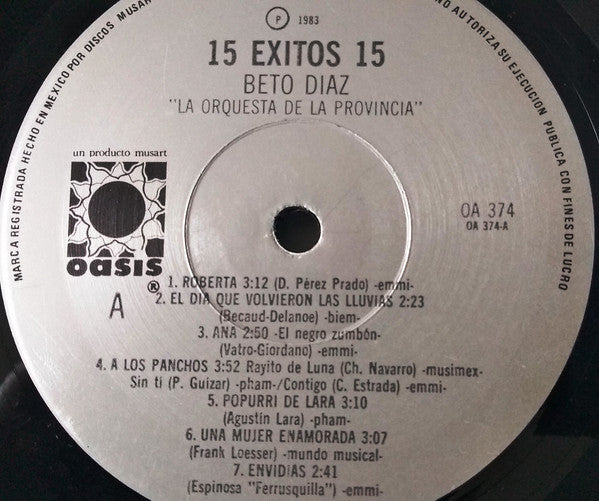 MARCA REGISTRADA HECHO EN MEXICO POR DISCOS MUSART
NO AUTORIZA SU EJECUCION PUBLICA CON FINES DE LUCRO
P 1983
15 EXITOS 15
BETO DIAZ
"LA ORQUESTA DE LA PROVINCIA"
un producto musart
oasis
®
OA 374
OA 374-A
A
1. ROBERTA 3:12 (D. Pérez Prado) -emmi-
2. EL DIA QUE VOLVIERON LAS LLUVIAS 2:23
(Becaud-Delanoe) -biem-
3. ANA 2:50 -El negro zumbón-
(Vatro-Giordano) -emmi-
4. A LOS PANCHOS 3:52 Rayito de Luna (Ch. Navarro) -musimex-
Sin ti (P. Guizar) -pham-/Contigo (C. Estrada) -emmi-
5. POPURRI DE LARA 3:10
(Agustín Lara) -pham-
6. UNA MUJER ENAMORADA 3:07
(Frank Loesser) -mundo musical-
7. ENVIDIAS 2:41
(Espinosa "Ferrusquilla") -emmi-